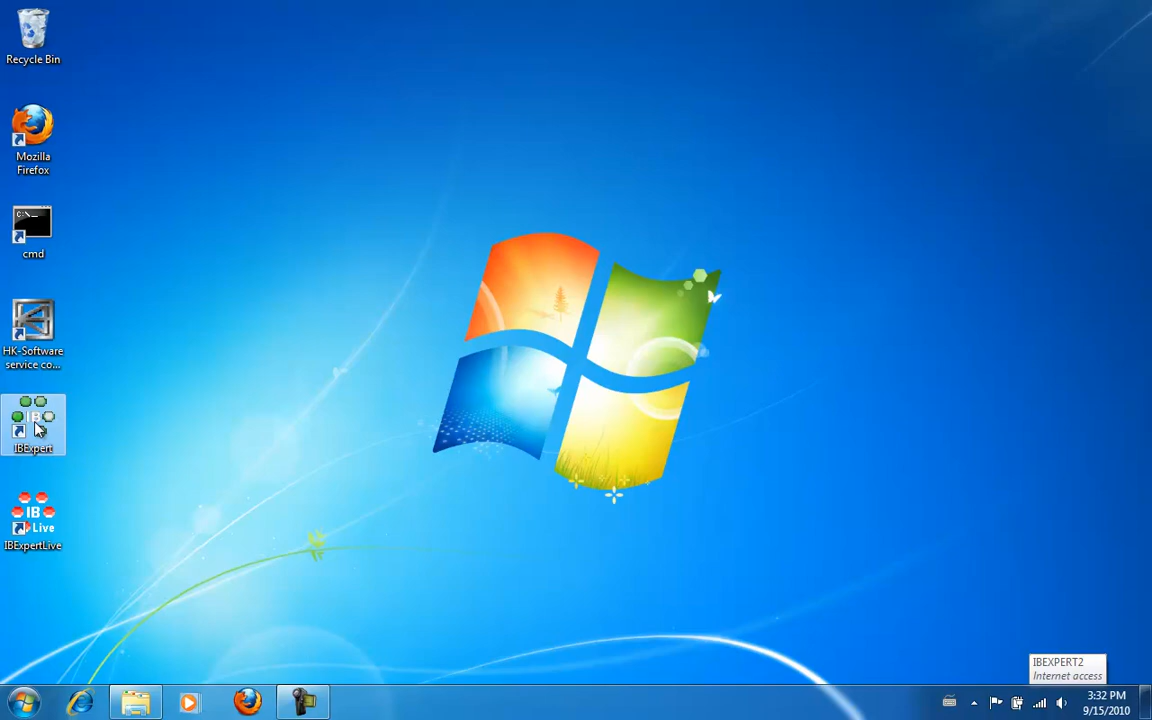 Recycle Bin
Mozilla
Firefox
C:\_
cmd
HK-Software
service co...
IB
IBExpert
IB
Live
IBExpertLive
IBEXPERT2
Internet access
3:32 PM
9/15/2010